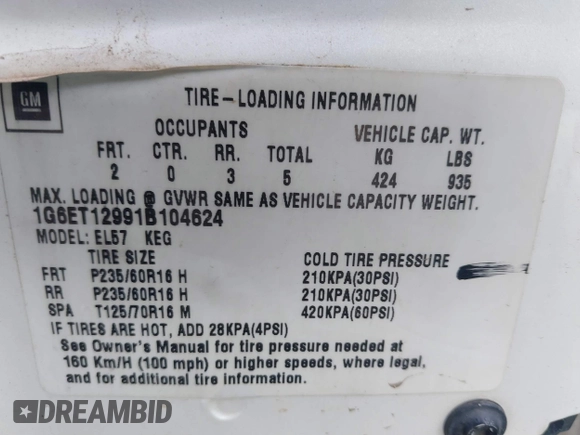 GM
TIRE-LOADING INFORMATION
OCCUPANTS VEHICLE CAP. WT.
FRT. CTR. RR. TOTAL KG LBS
2 0 3 5 424 935
MAX. LOADING @ GVWR SAME AS VEHICLE CAPACITY WEIGHT.
1G6ET12991B104624
MODEL: EL57 KEG
TIRE SIZE COLD TIRE PRESSURE
FRT P235/60R16 H 210KPA(30PSI)
RR P235/60R16 H 210KPA(30PSI)
SPA T125/70R16 M 420KPA(60PSI)
IF TIRES ARE HOT, ADD 28KPA(4PSI)
See Owner's Manual for tire pressure needed at
160 Km/H (100 mph) or higher speeds, where legal,
and for additional tire information.
DREAMBID